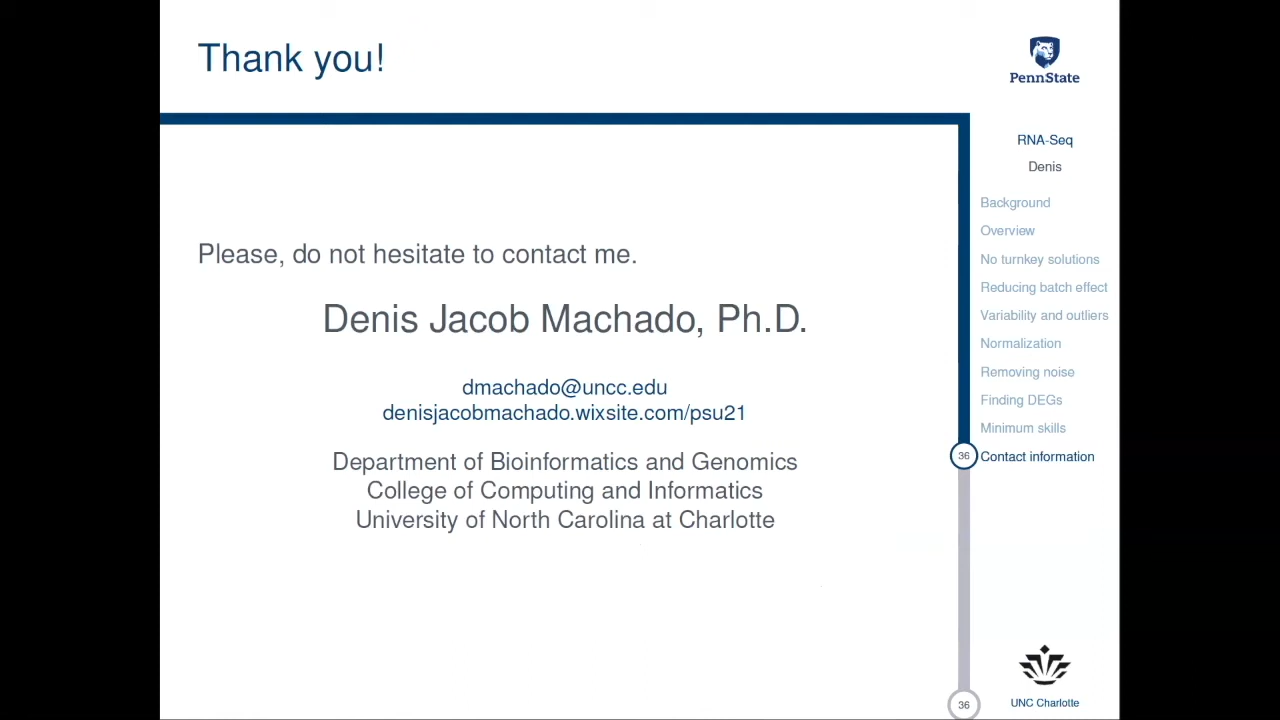 Thank you!
PennState
RNA-Seq
Denis
Background
Overview
No turnkey solutions
Reducing batch effect
Variability and outliers
Normalization
Removing noise
Finding DEGs
Minimum skills
36 Contact information
Please, do not hesitate to contact me.
Denis Jacob Machado, Ph.D.
dmachado@uncc.edu
denisjacobmachado.wixsite.com/psu21
Department of Bioinformatics and Genomics
College of Computing and Informatics
University of North Carolina at Charlotte
36
UNC Charlotte